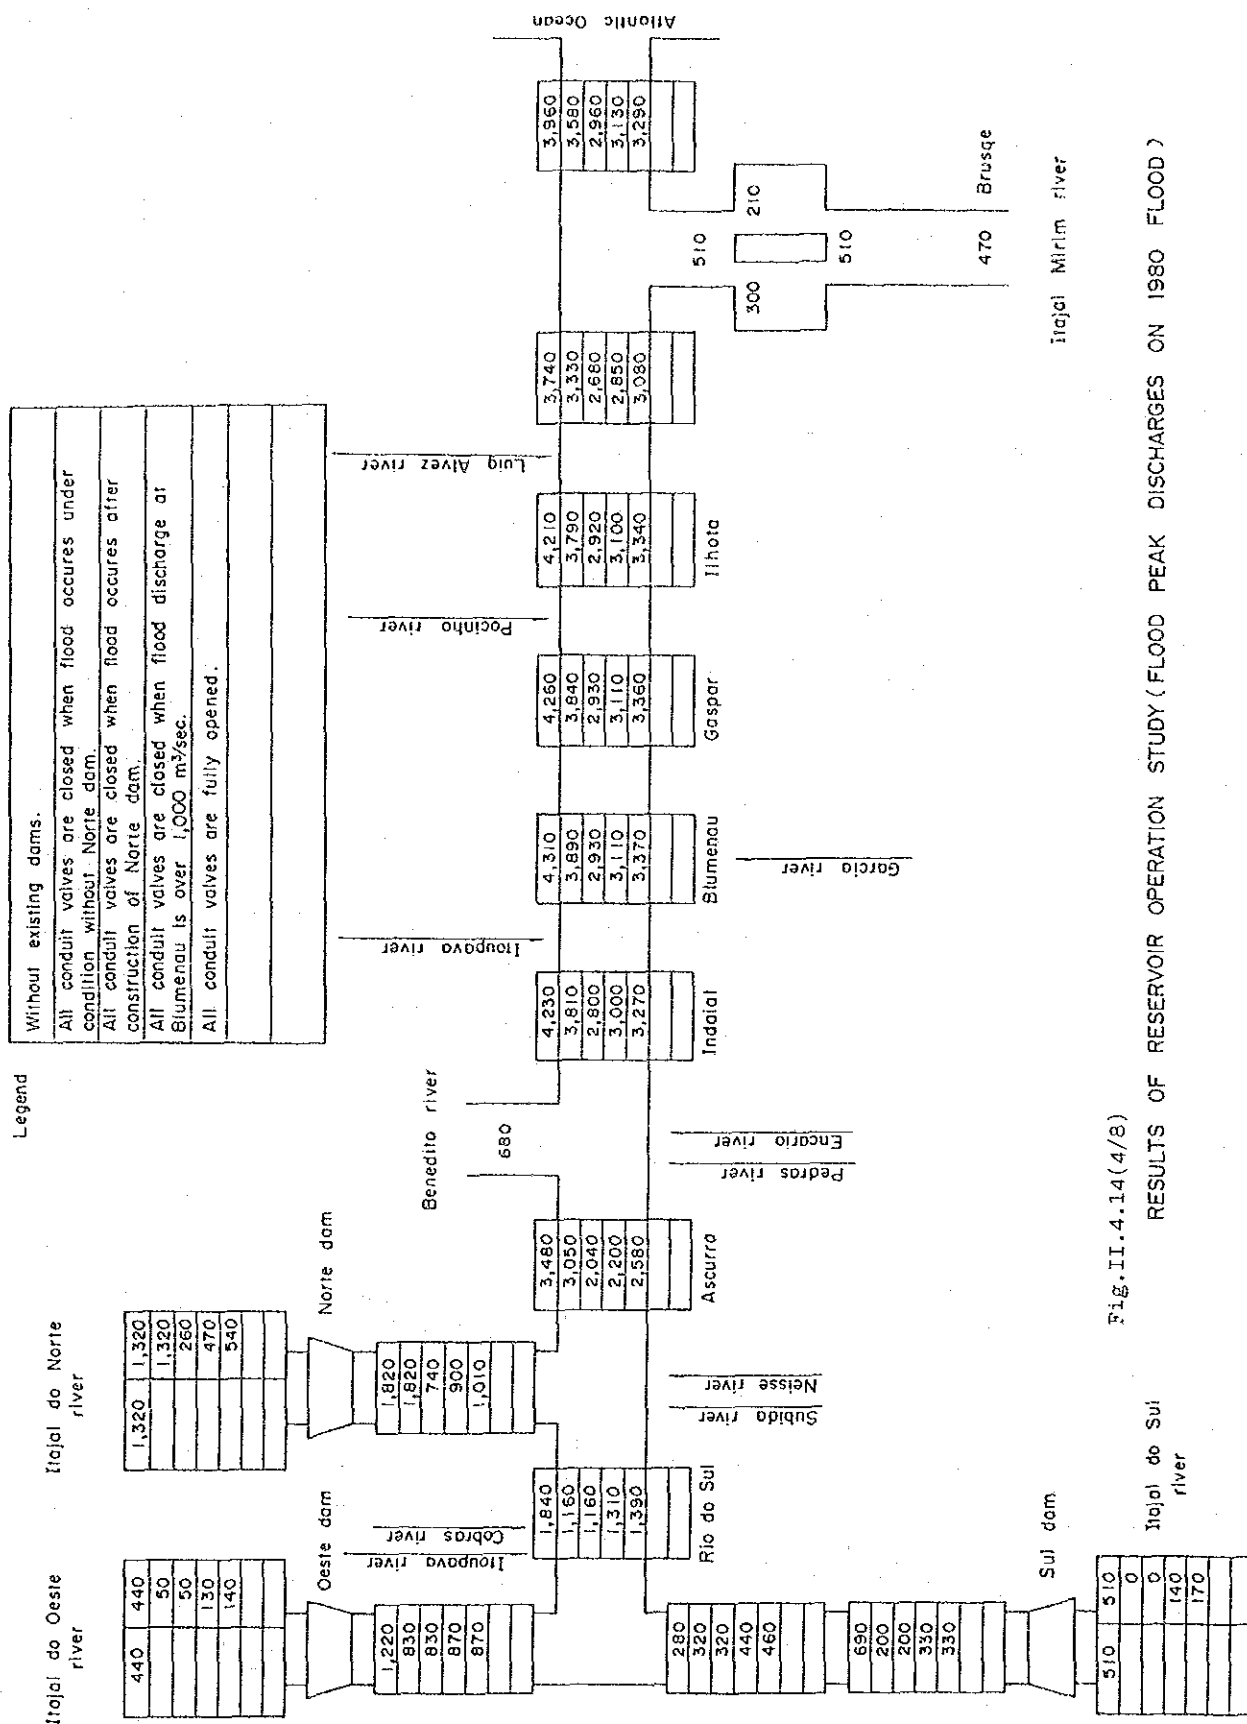 Legend
Without existing dams.
All conduit valves are closed when flood occures under
condition without Norte dam.
All conduit valves are closed when flood occures after
construction of Norte dam.
All conduit valves are closed when flood discharge at
Blumenau is over 1,000 m³/sec.
All conduit valves are fully opened.
Itajal do Oeste
river
440 440
50
50
130
140
Oeste dam
1,220
830
830
870
870
Itoupava river
Cobras river
Itajal do Norte
river
1,320 1,320
1,320
260
470
540
Norte dam
1,820
1,820
740
900
1,010
Benedito river
680
Itoupava river
Pocinho river
Luig Alvez river
Atlantic Ocean
1,840
1,160
1,160
1,310
1,390
Rio do Sul
3,480
3,050
2,040
2,200
2,580
Ascurra
4,230
3,810
2,800
3,000
3,270
Indaial
4,310
3,890
2,930
3,110
3,370
Blumenau
4,260
3,840
2,930
3,110
3,360
Gaspar
4,210
3,790
2,920
3,100
3,340
Ilhota
3,740
3,330
2,680
2,850
3,080
3,960
3,580
2,960
3,130
3,290
Subida river
Neisse river
Pedras river
Encario river
Garcia river
510
300
210
510
470
Brusqe
Itajal Mirim river
280
320
320
440
460
690
200
200
330
330
Sul dam
510 510
0
0
140
170
Itajal do Sul
river
Fig.II.4.14(4/8)
RESULTS OF RESERVOIR OPERATION STUDY (FLOOD PEAK DISCHARGES ON 1980 FLOOD)